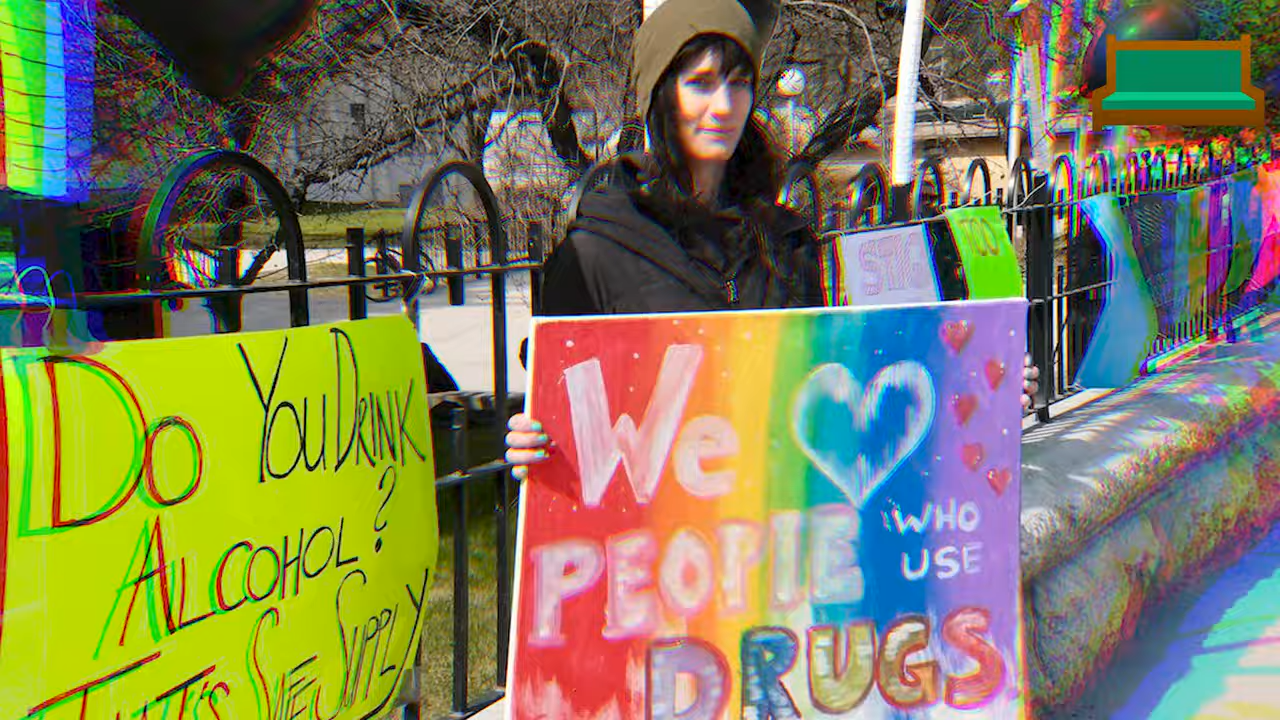 Do You DRINK
ALCOHOL?
THAT'S SAFE SUPPLY
We
WHO
USE
PEOPLE
DRUGS